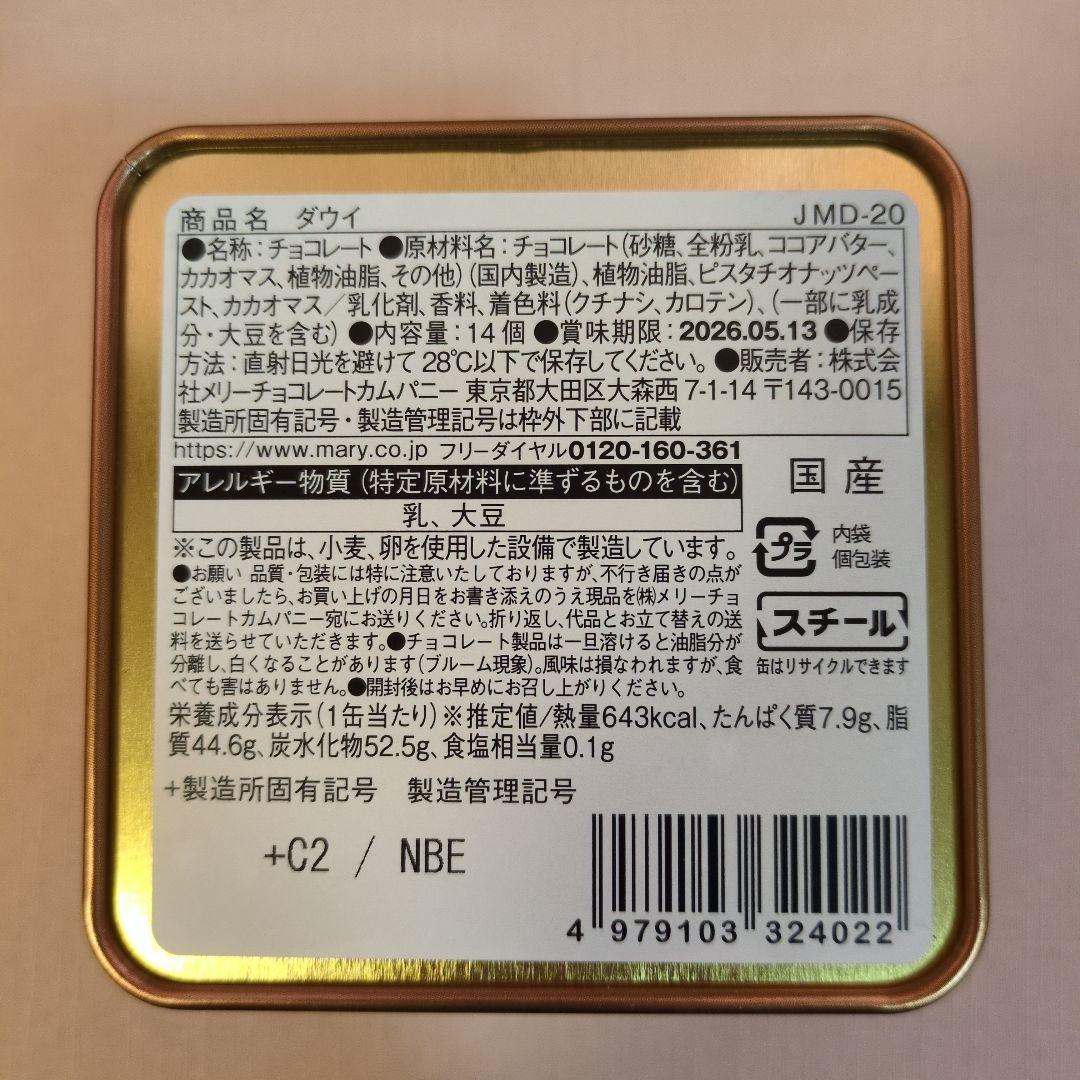 商品名 ダウイ JMD-20
●名称：チョコレート ●原材料名：チョコレート（砂糖、全粉乳、ココアバター、
カカオマス、植物油脂、その他）（国内製造）、植物油脂、ピスタチオナッツペー
スト、カカオマス／乳化剤、香料、着色料（クチナシ、カロテン）、（一部に乳成
分・大豆を含む） ●内容量：14個 ●賞味期限：2026.05.13 ●保存
方法：直射日光を避けて28℃以下で保存してください。 ●販売者：株式会
社メリーチョコレートカムパニー 東京都大田区大森西7-1-14 〒143-0015
製造所固有記号・製造管理記号は枠外下部に記載
https://www.mary.co.jp フリーダイヤル0120-160-361
アレルギー物質（特定原材料に準ずるものを含む）
乳、大豆
国産
※この製品は、小麦、卵を使用した設備で製造しています。
プラ 内袋
個包装
●お願い 品質・包装には特に注意いたしておりますが、不行き届きの点が
ございましたら、お買い上げの月日をお書き添えのうえ現品を㈱メリーチョ
コレートカムパニー宛にお送りください。折り返し、代品とお立て替えの送
料を送らせていただきます。●チョコレート製品は一旦溶けると油脂分が
分離し、白くなることがあります（ブルーム現象）。風味は損なわれますが、食
べても害はありません。●開封後はお早めにお召し上がりください。
スチール
缶はリサイクルできます
栄養成分表示（1缶当たり）※推定値/熱量643kcal、たんぱく質7.9g、脂
質44.6g、炭水化物52.5g、食塩相当量0.1g
+製造所固有記号 製造管理記号
+C2 / NBE
4 979103 324022